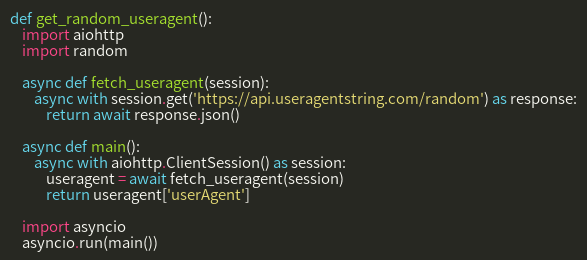 def get_random_useragent():
    import aiohttp
    import random

    async def fetch_useragent(session):
        async with session.get('https://api.useragentstring.com/random') as response:
            return await response.json()

    async def main():
        async with aiohttp.ClientSession() as session:
            useragent = await fetch_useragent(session)
            return useragent['userAgent']

    import asyncio
    asyncio.run(main())